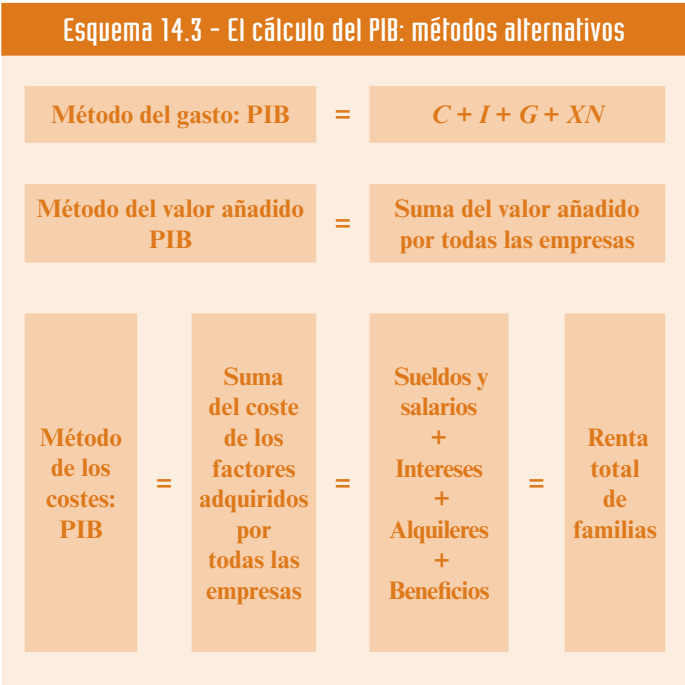 Esquema 14.3 - El cálculo del PIB: métodos alternativos
Método del gasto: PIB
=
C + I + G + XN
Método del valor añadido
PIB
=
Suma del valor añadido
por todas las empresas
Método
de los
costes:
PIB
=
Suma
del coste
de los
factores
adquiridos
por
todas las
empresas
=
Sueldos y
salarios
+
Intereses
+
Alquileres
+
Beneficios
=
Renta
total
de
familias